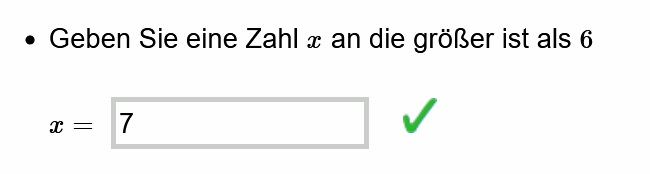 • Geben Sie eine Zahl x an die größer ist als 6
x = 7